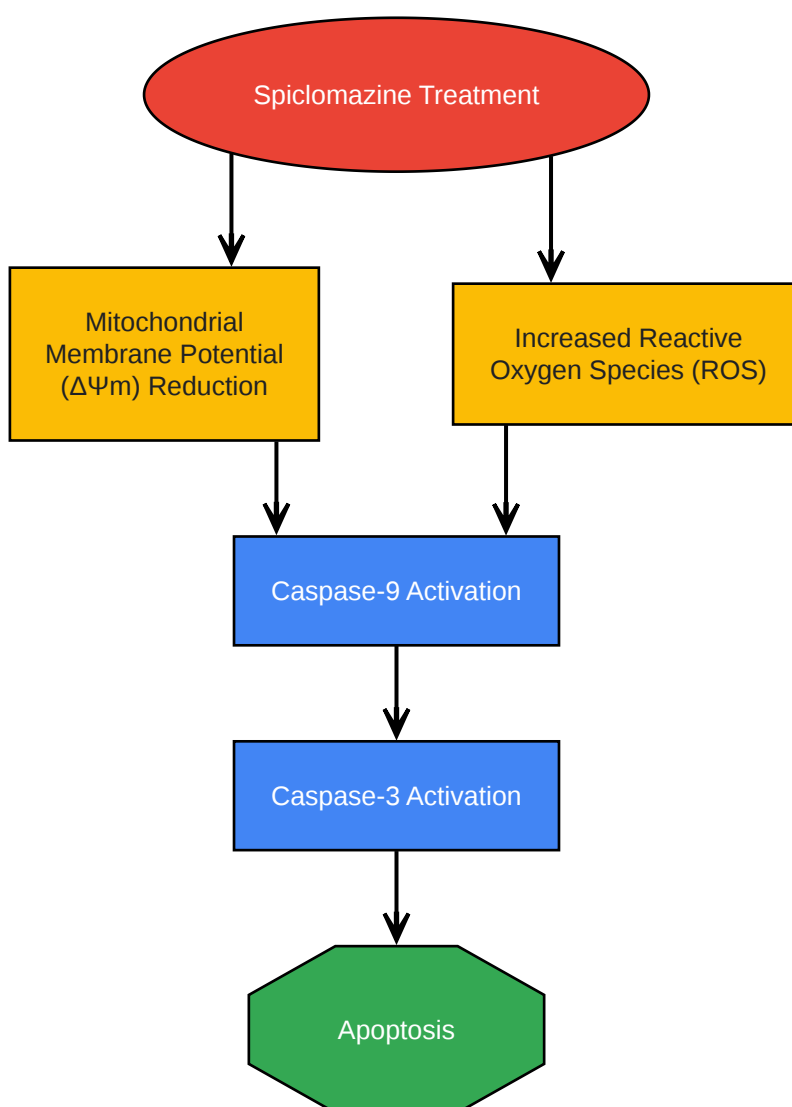 Spiclomazine Treatment
Mitochondrial
Membrane Potential
(ΔΨm) Reduction
Increased Reactive
Oxygen Species (ROS)
Caspase-9 Activation
Caspase-3 Activation
Apoptosis